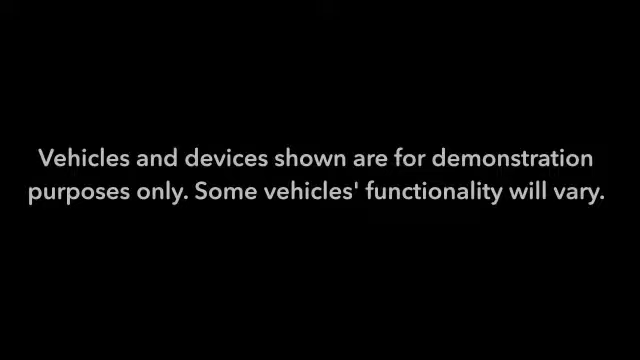 Vehicles and devices shown are for demonstration
purposes only. Some vehicles' functionality will vary.